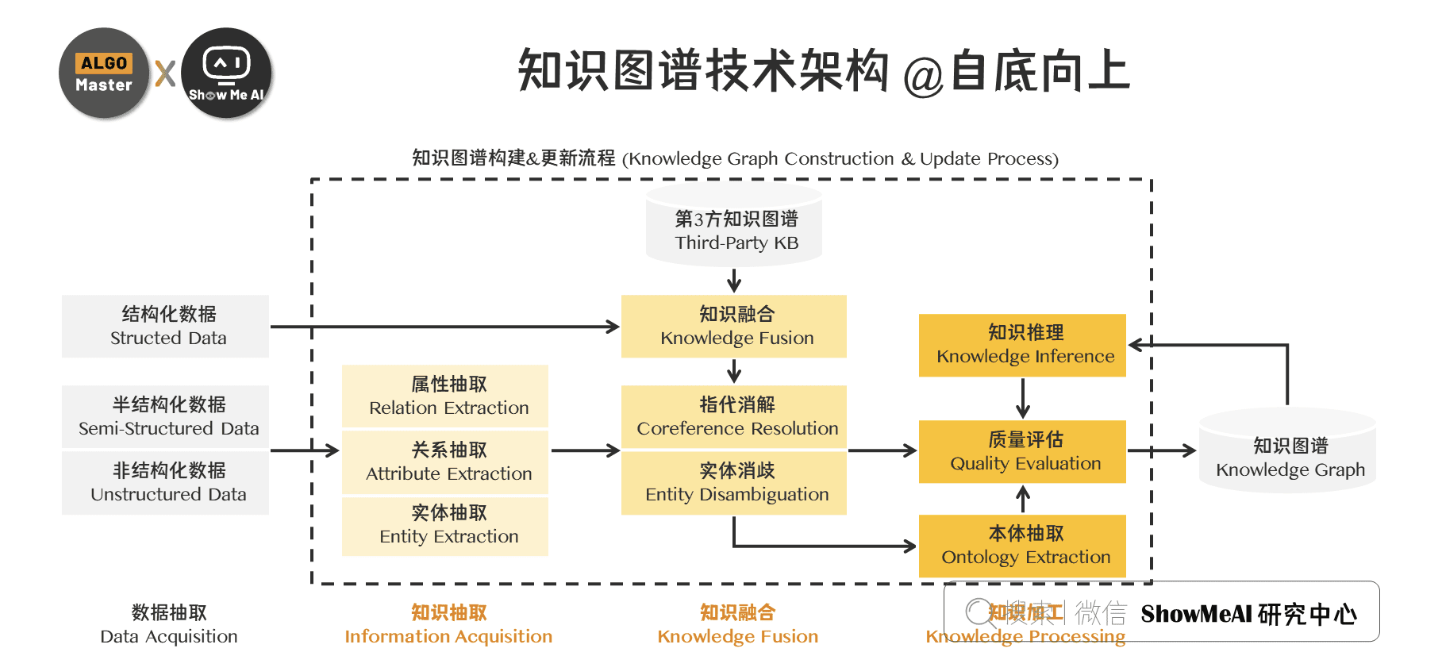 ALGO
Master
X
AI
Show Me AI
知识图谱技术架构 @自底向上
知识图谱构建&更新流程 (Knowledge Graph Construction & Update Process)
第3方知识图谱
Third-Party KB
结构化数据
Structed Data
知识融合
Knowledge Fusion
知识推理
Knowledge Inference
属性抽取
Relation Extraction
半结构化数据
Semi-Structured Data
指代消解
Coreference Resolution
关系抽取
Attribute Extraction
质量评估
Quality Evaluation
知识图谱
Knowledge Graph
非结构化数据
Unstructured Data
实体消歧
Entity Disambiguation
实体抽取
Entity Extraction
本体抽取
Ontology Extraction
数据抽取
Data Acquisition
知识抽取
Information Acquisition
知识融合
Knowledge Fusion
知识加工
Knowledge Processing
搜索 | 微信 ShowMeAI 研究中心